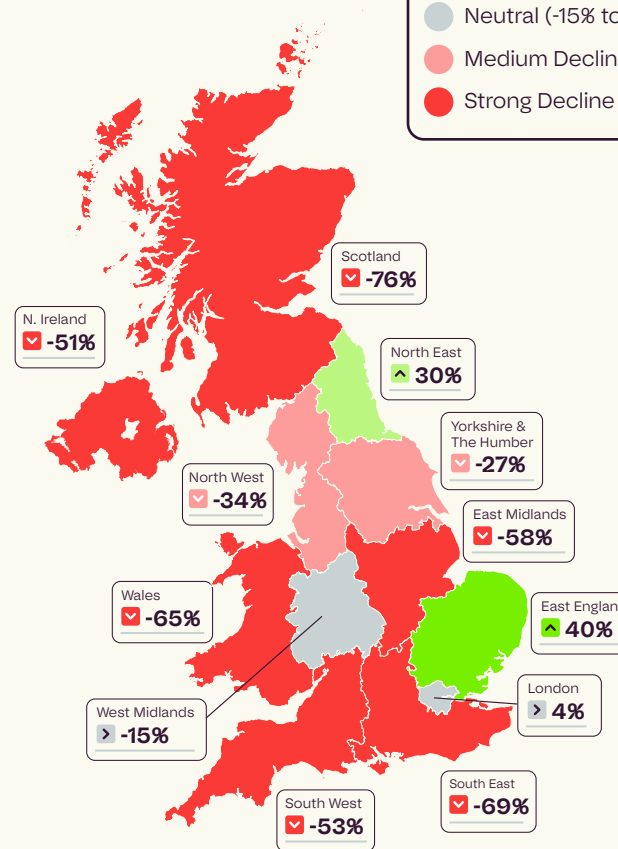 Neutral (-15% to
Medium Declin
Strong Decline
Scotland
-76%
N. Ireland
-51%
North East
30%
Yorkshire &
The Humber
-27%
North West
-34%
East Midlands
-58%
Wales
-65%
East Englan
40%
London
4%
West Midlands
-15%
South East
-69%
South West
-53%